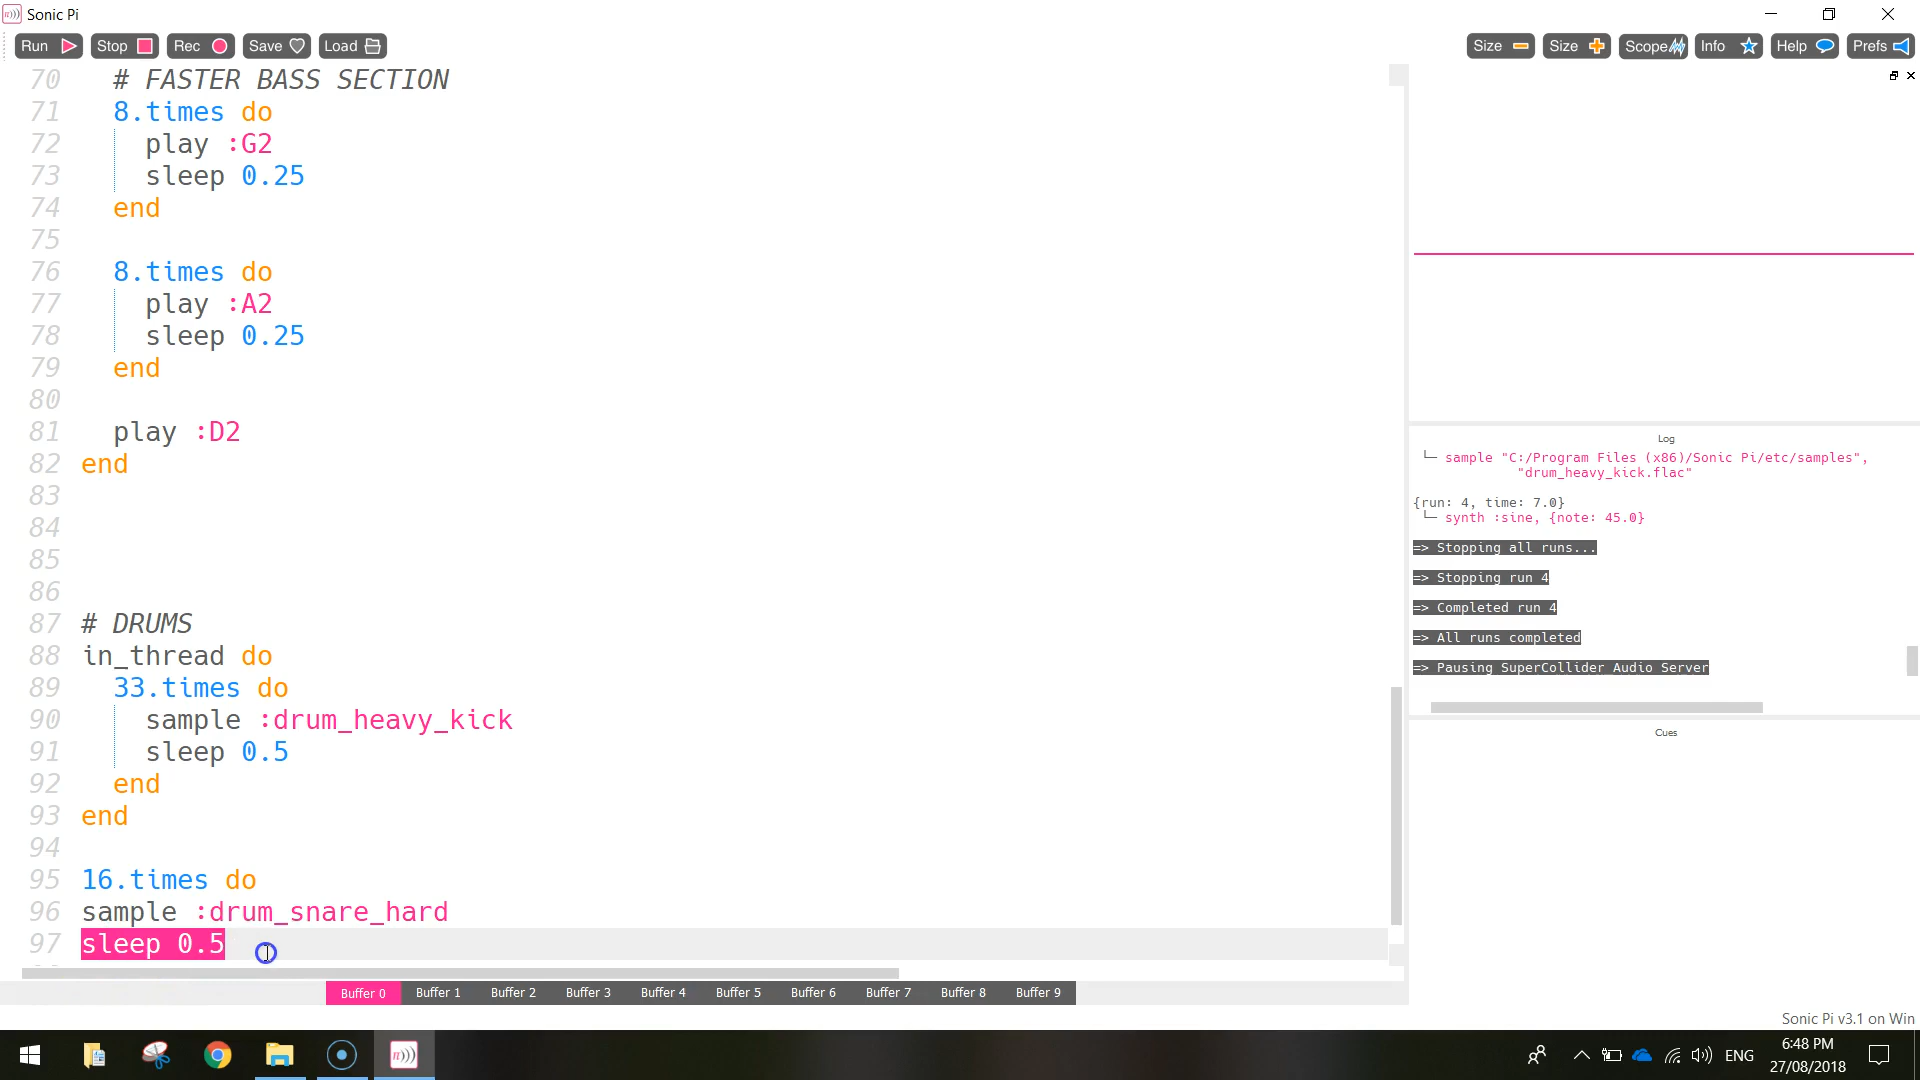 Sonic Pi
Run Stop Rec Save Load Size Size Scope Info Help Prefs
70 # FASTER BASS SECTION
71 8.times do
72 play :G2
73 sleep 0.25
74 end
75
76 8.times do
77 play :A2
78 sleep 0.25
79 end
80
81 play :D2
82 end
83
84
85
86
87 # DRUMS
88 in_thread do
89 33.times do
90 sample :drum_heavy_kick
91 sleep 0.5
92 end
93 end
94
95 16.times do
96 sample :drum_snare_hard
97 sleep 0.5
Buffer 0 Buffer 1 Buffer 2 Buffer 3 Buffer 4 Buffer 5 Buffer 6 Buffer 7 Buffer 8 Buffer 9
Log
└─ sample "C:/Program Files (x86)/Sonic Pi/etc/samples",
"drum_heavy_kick.flac"
{run: 4, time: 7.0}
└─ synth :sine, {note: 45.0}
=> Stopping all runs...
=> Stopping run 4
=> Completed run 4
=> All runs completed
=> Pausing SuperCollider Audio Server
Cues
Sonic Pi v3.1 on Win
ENG
6:48 PM
27/08/2018